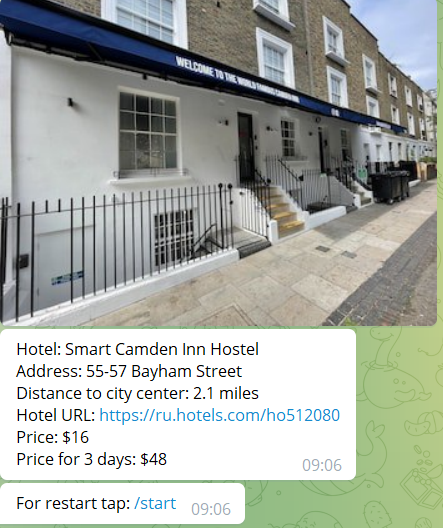 WELCOME TO THE WORLD FAMOUS CAMDEN INN
Hotel: Smart Camden Inn Hostel
Address: 55-57 Bayham Street
Distance to city center: 2.1 miles
Hotel URL: https://ru.hotels.com/ho512080
Price: $16
Price for 3 days: $48
09:06
For restart tap: /start
09:06